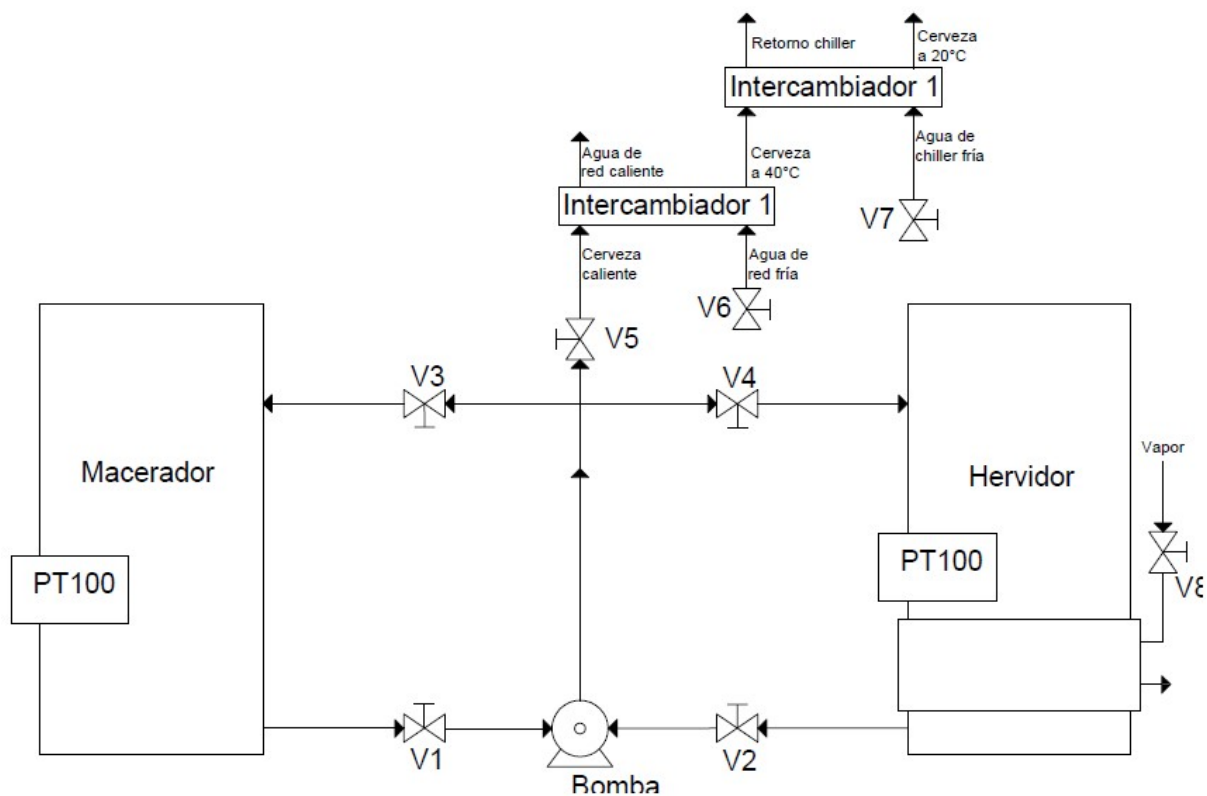 Retorno chiller
Cerveza
a 20°C
Intercambiador 1
Agua de
red caliente
Cerveza
a 40°C
Agua de
chiller fría
Intercambiador 1
V7
Cerveza
caliente
Agua de
red fría
V6
V5
V3
V4
Macerador
Hervidor
Vapor
PT100
PT100
V8
V1
V2
Bomba